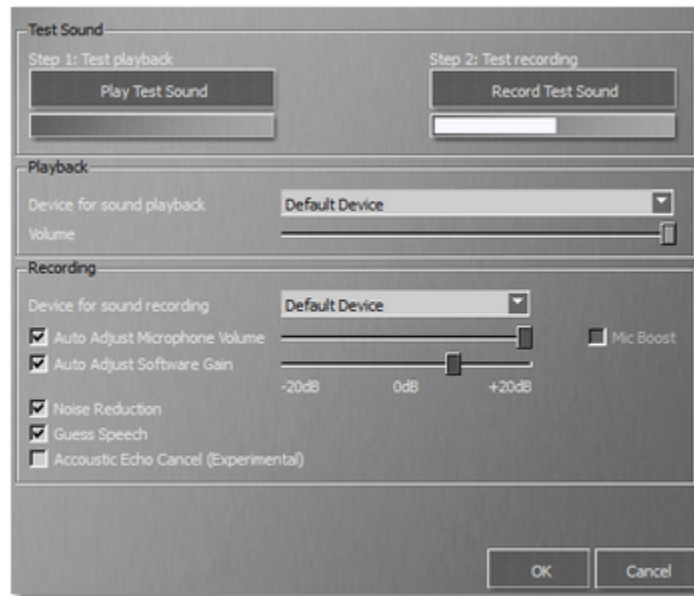 Test Sound
Step 1: Test playback
Step 2: Test recording
Play Test Sound
Record Test Sound
Playback
Device for sound playback
Default Device
Volume
Recording
Device for sound recording
Default Device
Auto Adjust Microphone Volume
Mic Boost
Auto Adjust Software Gain
-20dB 0dB +20dB
Noise Reduction
Guess Speech
Accoustic Echo Cancel (Experimental)
OK
Cancel